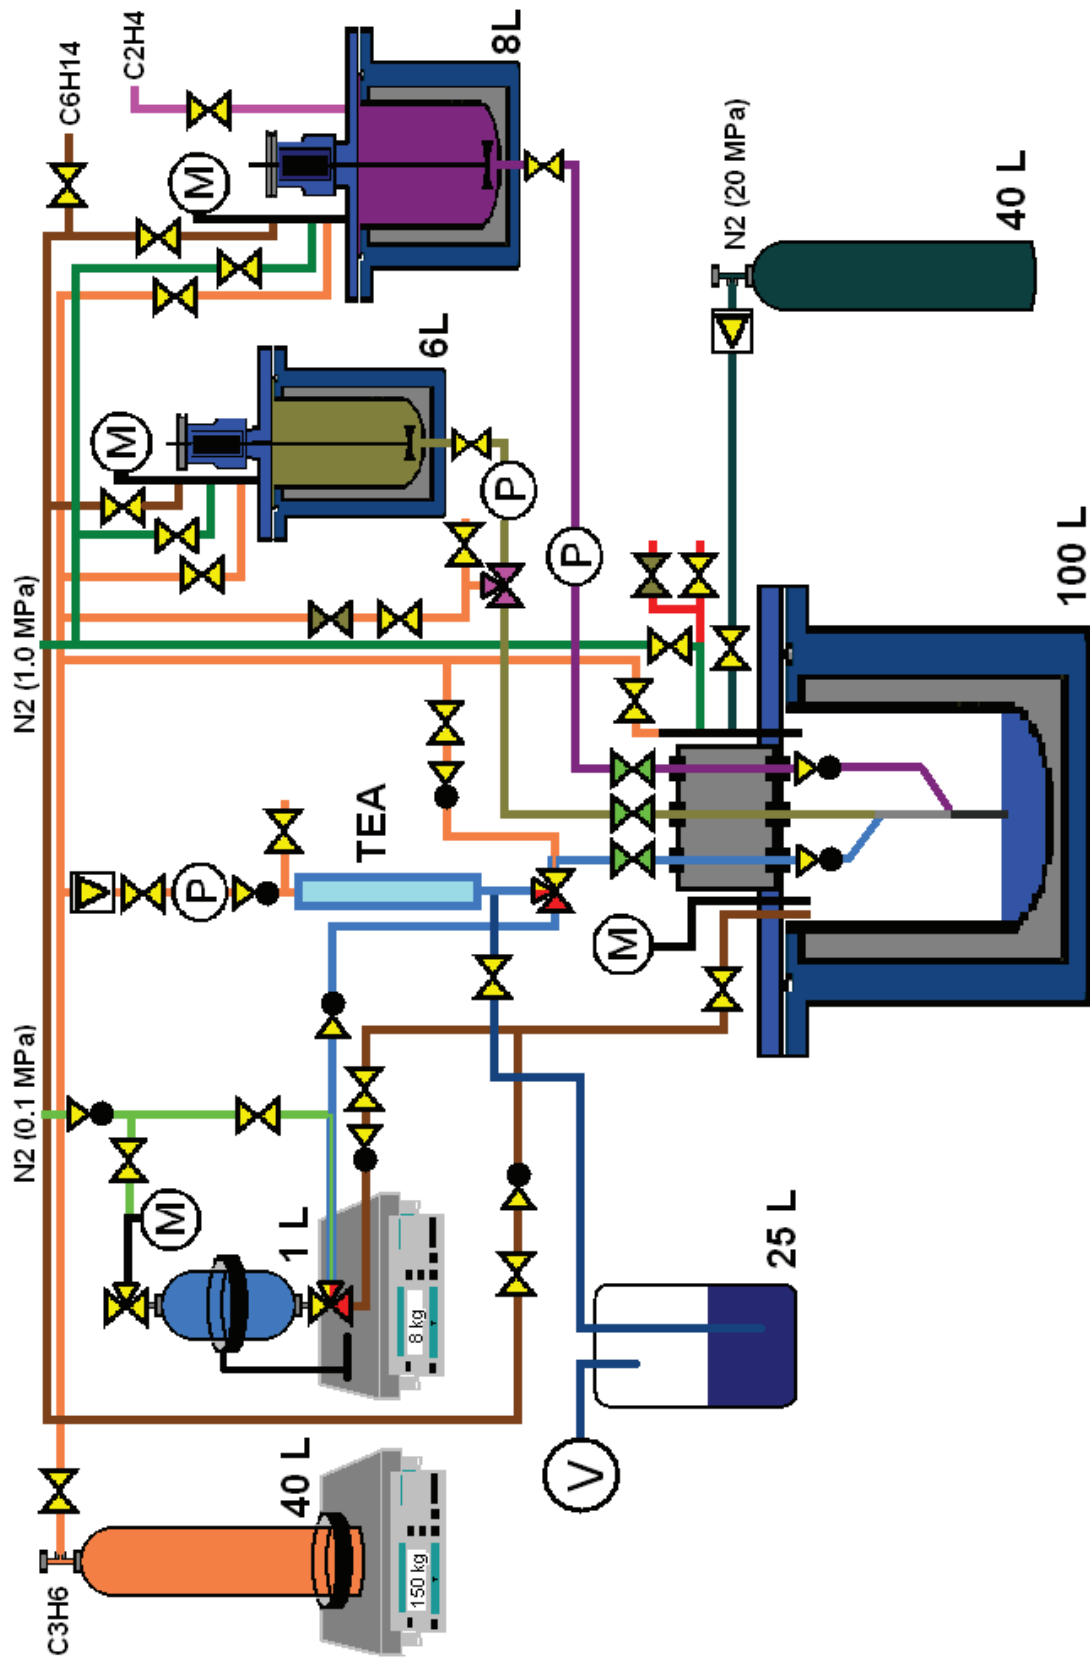 C3H6
40 L
150 kg
N2 (0.1 MPa)
M
1 L
8 kg
V
25 L
P
TEA
M
N2 (1.0 MPa)
M
6L
P
P
C6H14
C2H4
M
8L
N2 (20 MPa)
40 L
100 L